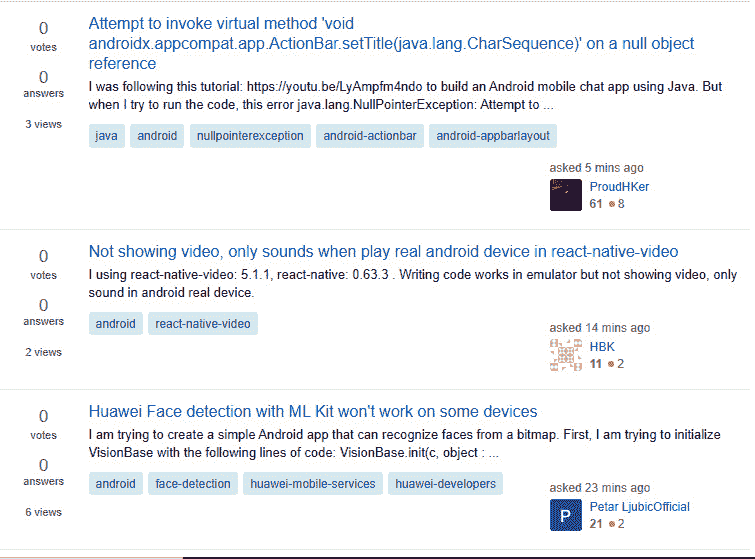 0
votes
0
answers
3 views
Attempt to invoke virtual method 'void
androidx.appcompat.app.ActionBar.setTitle(java.lang.CharSequence)' on a null object
reference
I was following this tutorial: https://youtu.be/LyAmpfm4ndo to build an Android mobile chat app using Java. But
when I try to run the code, this error java.lang.NullPointerException: Attempt to ...
java android nullpointerexception android-actionbar android-appbarlayout
asked 5 mins ago
ProudHKer
61 8
0
votes
0
answers
2 views
Not showing video, only sounds when play real android device in react-native-video
I using react-native-video: 5.1.1, react-native: 0.63.3 . Writing code works in emulator but not showing video, only
sound in android real device.
android react-native-video
asked 14 mins ago
HBK
11 2
0
votes
0
answers
6 views
Huawei Face detection with ML Kit won't work on some devices
I am trying to create a simple Android app that can recognize faces from a bitmap. First, I am trying to initialize
VisionBase with the following lines of code: VisionBase.init(c, object : ...
android face-detection huawei-mobile-services huawei-developers
asked 23 mins ago
P
Petar LjubicOfficial
21 2